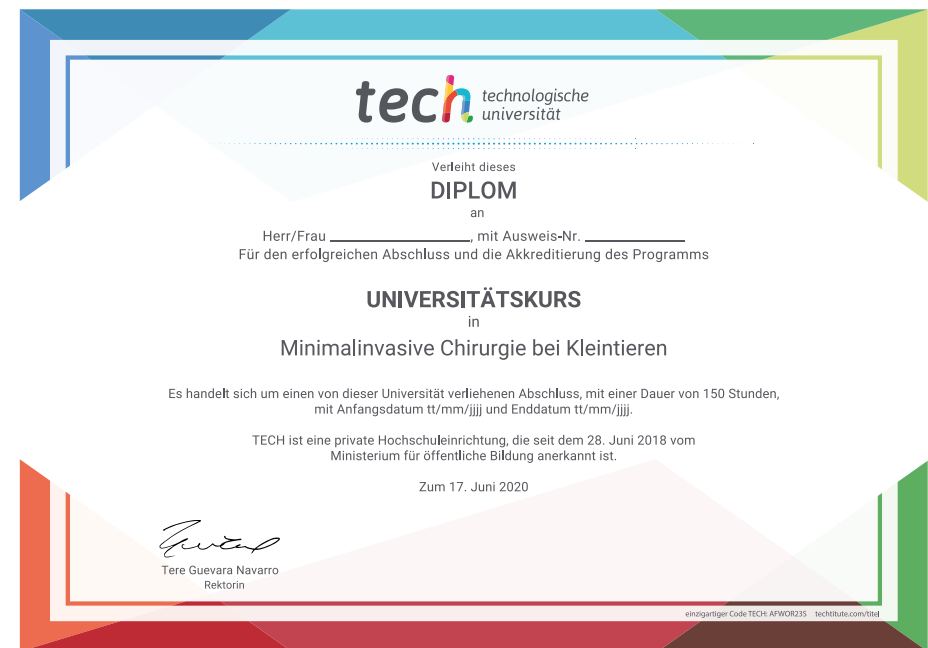 tech technologische
universität
Verleiht dieses
DIPLOM
an
Herr/Frau ____________________, mit Ausweis-Nr. ______________
Für den erfolgreichen Abschluss und die Akkreditierung des Programms
UNIVERSITÄTSKURS
in
Minimalinvasive Chirurgie bei Kleintieren
Es handelt sich um einen von dieser Universität verliehenen Abschluss, mit einer Dauer von 150 Stunden,
mit Anfangsdatum tt/mm/jjjj und Enddatum tt/mm/jjjj.
TECH ist eine private Hochschuleinrichtung, die seit dem 28. Juni 2018 vom
Ministerium für öffentliche Bildung anerkannt ist.
Zum 17. Juni 2020
Tere Guevara Navarro
Rektorin
einzigartiger Code TECH: AFWOR23S techtitute.com/titel